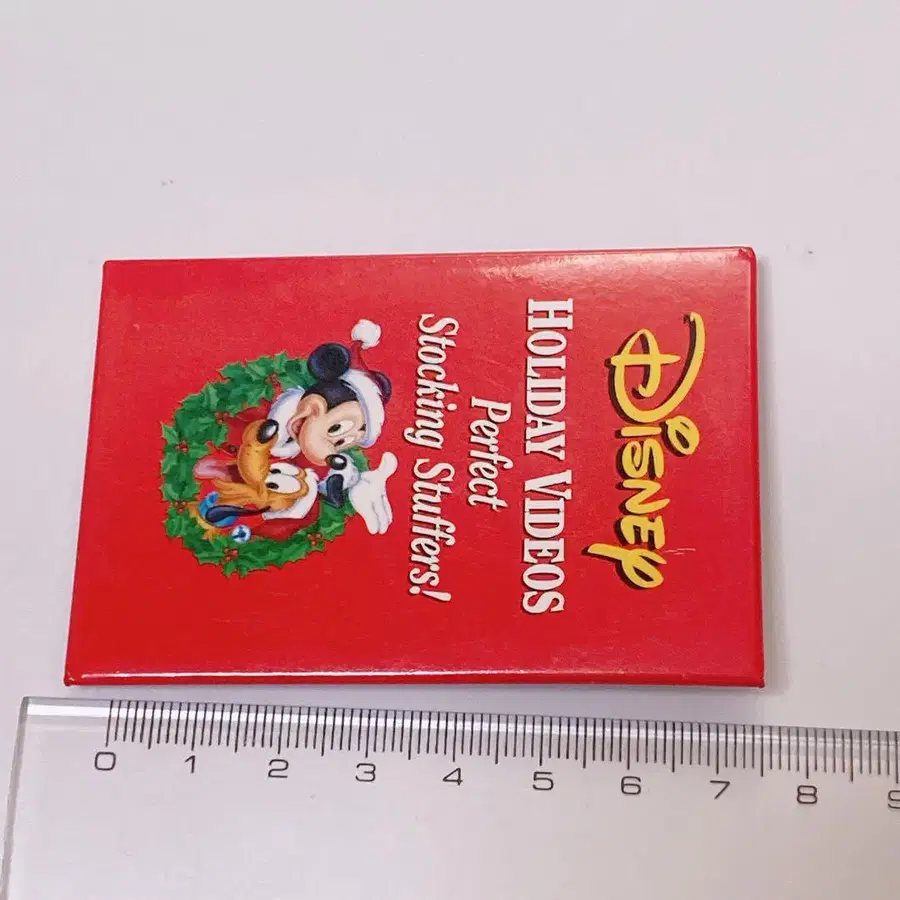 Disney
HOLIDAY VIDEOS
Perfect
Stocking Stuffers!
0 1 2 3 4 5 6 7 8 9